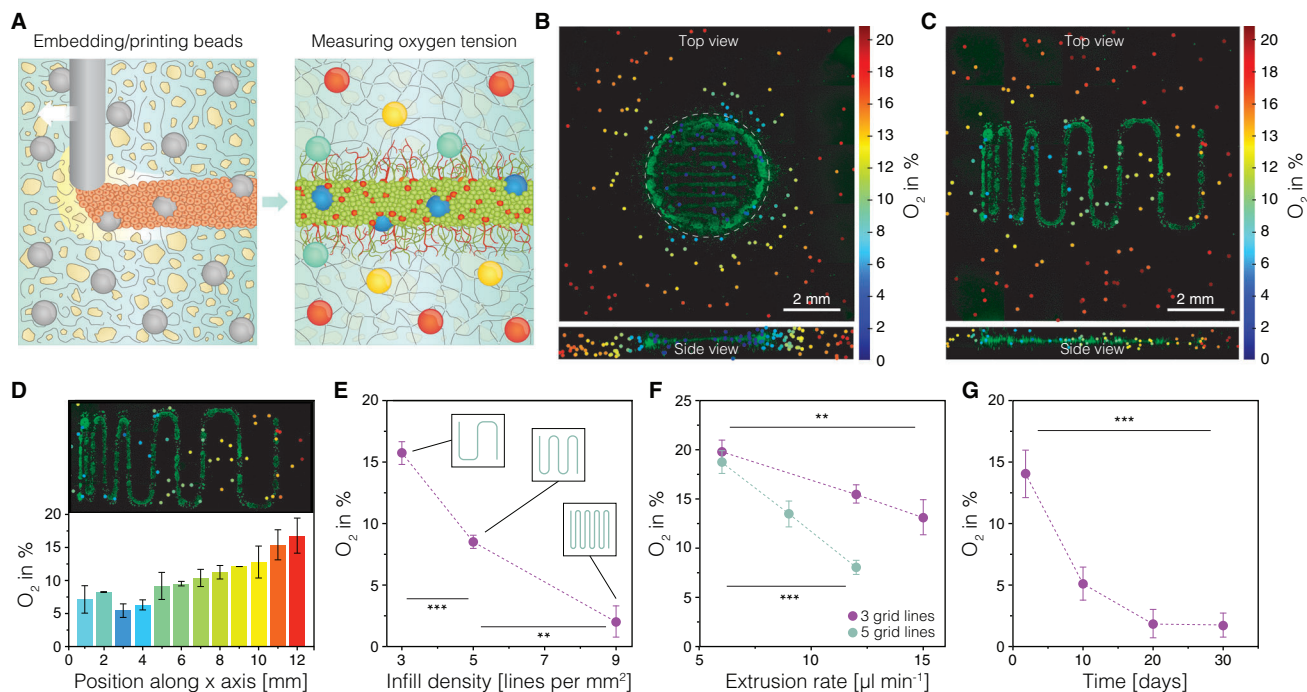 A
Embedding/printing beads
Measuring oxygen tension
B
Top view
2 mm
Side view
20
18
16
14
12
10
8
6
4
2
0
O₂ in %
C
Top view
2 mm
Side view
20
18
16
14
12
10
8
6
4
2
0
O₂ in %
D
20
15
10
5
0
O₂ in %
0 2 4 6 8 10 12
Position along x axis [mm]
E
20
15
10
5
0
O₂ in %
***
**
3 5 7 9
Infill density [lines per mm²]
F
25
20
15
10
5
0
O₂ in %
**
***
3 grid lines
5 grid lines
5 10 15
Extrusion rate [µl min⁻¹]
G
20
15
10
5
0
O₂ in %
***
0 10 20 30
Time [days]